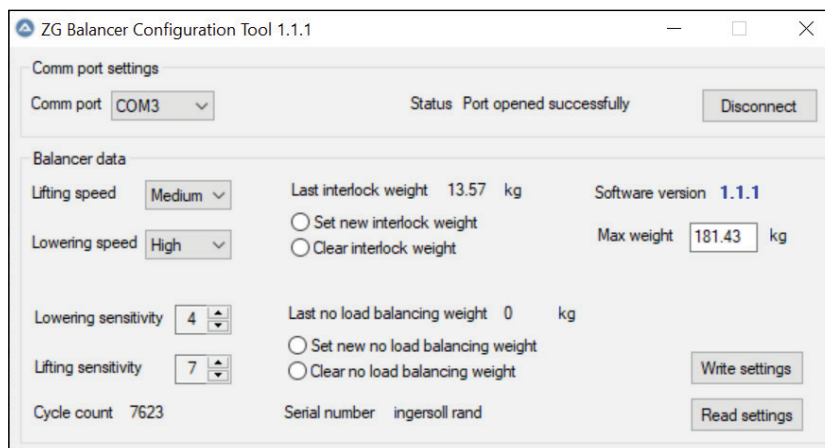 ZG Balancer Configuration Tool 1.1.1
Comm port settings
Comm port COM3 Status Port opened successfully Disconnect
Balancer data
Lifting speed Medium Last interlock weight 13.57 kg Software version 1.1.1
Set new interlock weight
Lowering speed High Clear interlock weight Max weight 181.43 kg
Lowering sensitivity 4 Last no load balancing weight 0 kg
Set new no load balancing weight
Lifting sensitivity 7 Clear no load balancing weight Write settings
Cycle count 7623 Serial number ingersoll rand Read settings